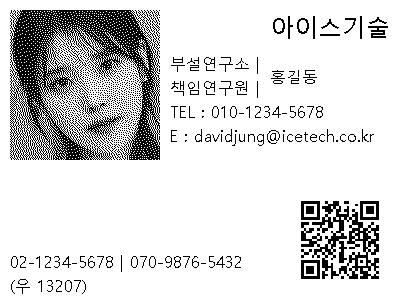 아이스기술
부설연구소 |
책임연구원 | 홍길동
TEL : 010-1234-5678
E : davidjung@icetech.co.kr
02-1234-5678 | 070-9876-5432
(우 13207)